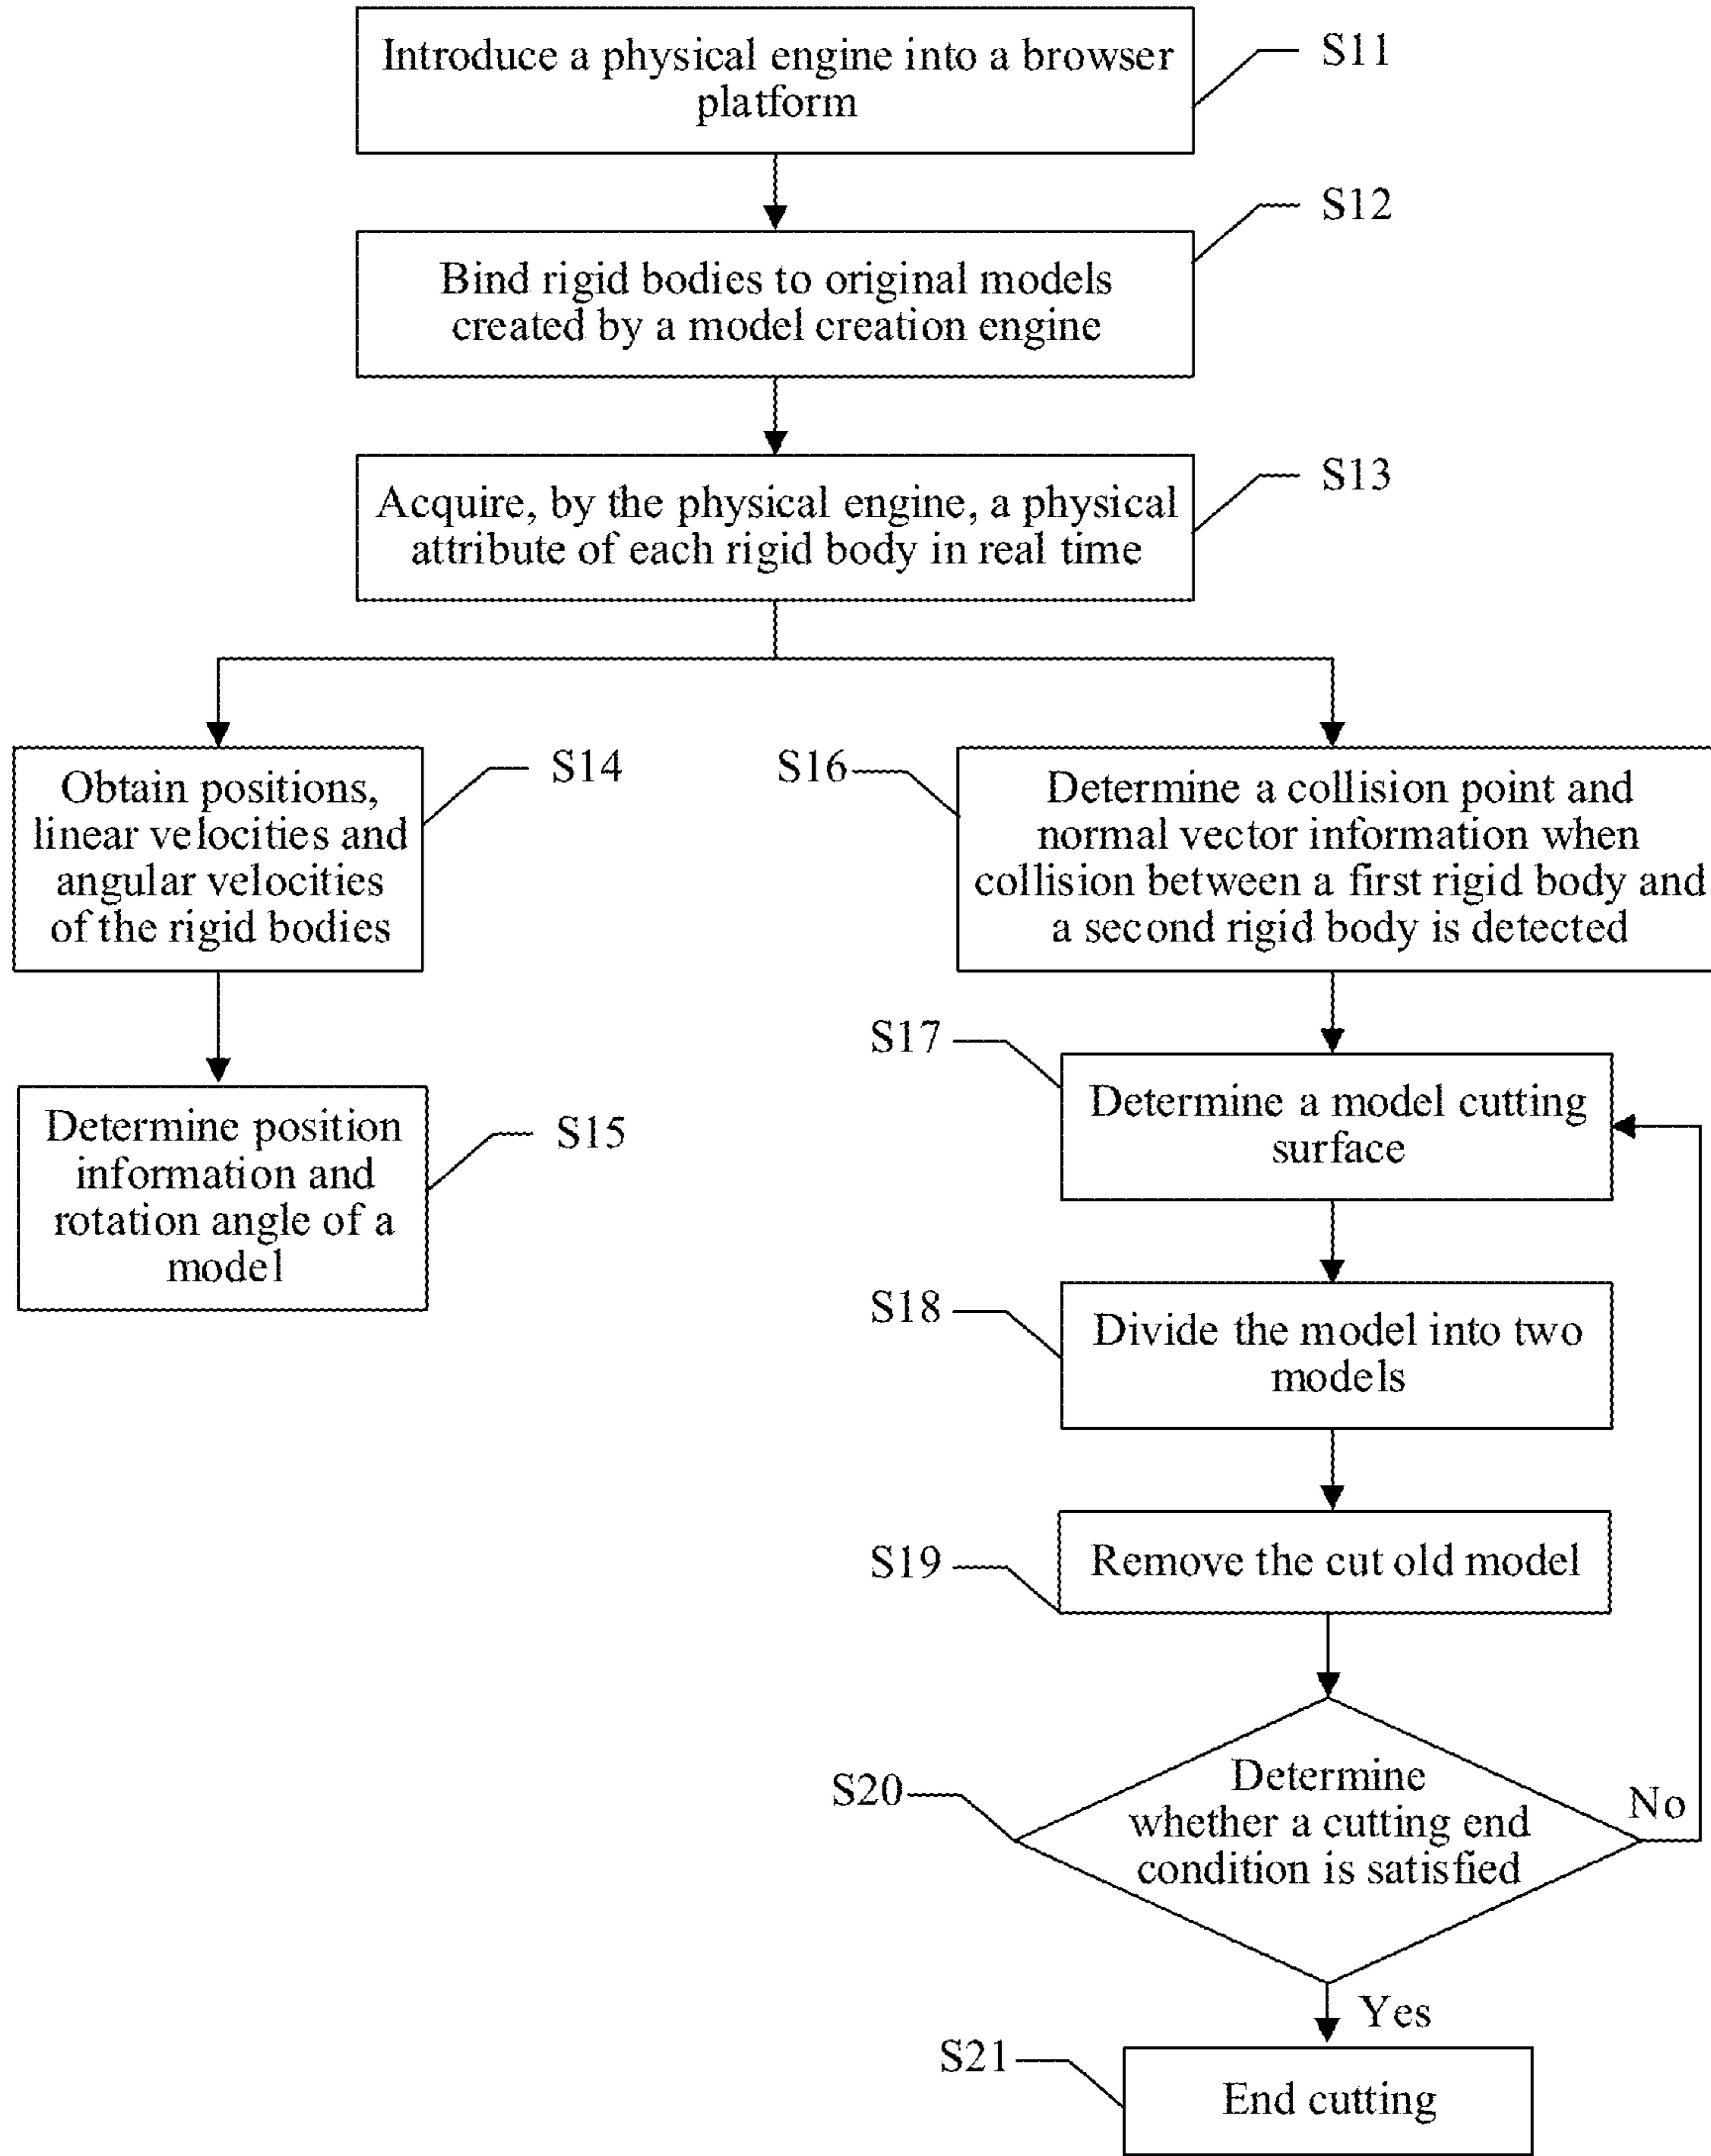 Introduce a physical engine into a browser
platform
S11
S12
Bind rigid bodies to original models
created by a model creation engine
S13
Acquire, by the physical engine, a physical
attribute of each rigid body in real time
Obtain positions,
linear velocities and
angular velocities
of the rigid bodies
S14
S16
Determine a collision point and
normal vector information when
collision between a first rigid body and
a second rigid body is detected
Determine position
information and
rotation angle of a
model
S15
S17
Determine a model cutting
surface
S18
Divide the model into two
models
S19
Remove the cut old model
S20
Determine
whether a cutting end
condition is satisfied
No
Yes
S21
End cutting